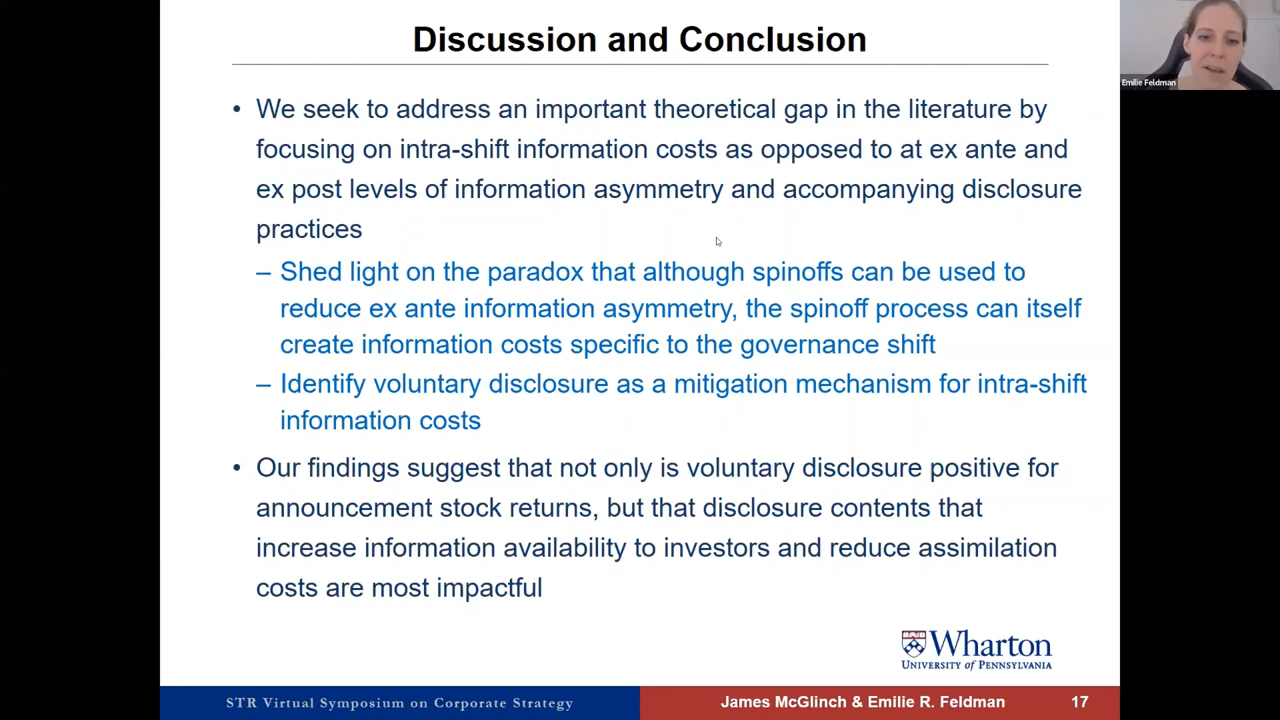 Discussion and Conclusion
Emilie Feldman
• We seek to address an important theoretical gap in the literature by
focusing on intra-shift information costs as opposed to at ex ante and
ex post levels of information asymmetry and accompanying disclosure
practices
– Shed light on the paradox that although spinoffs can be used to
reduce ex ante information asymmetry, the spinoff process can itself
create information costs specific to the governance shift
– Identify voluntary disclosure as a mitigation mechanism for intra-shift
information costs
• Our findings suggest that not only is voluntary disclosure positive for
announcement stock returns, but that disclosure contents that
increase information availability to investors and reduce assimilation
costs are most impactful
Wharton
UNIVERSITY OF PENNSYLVANIA
STR Virtual Symposium on Corporate Strategy
James McGlinch & Emilie R. Feldman
17